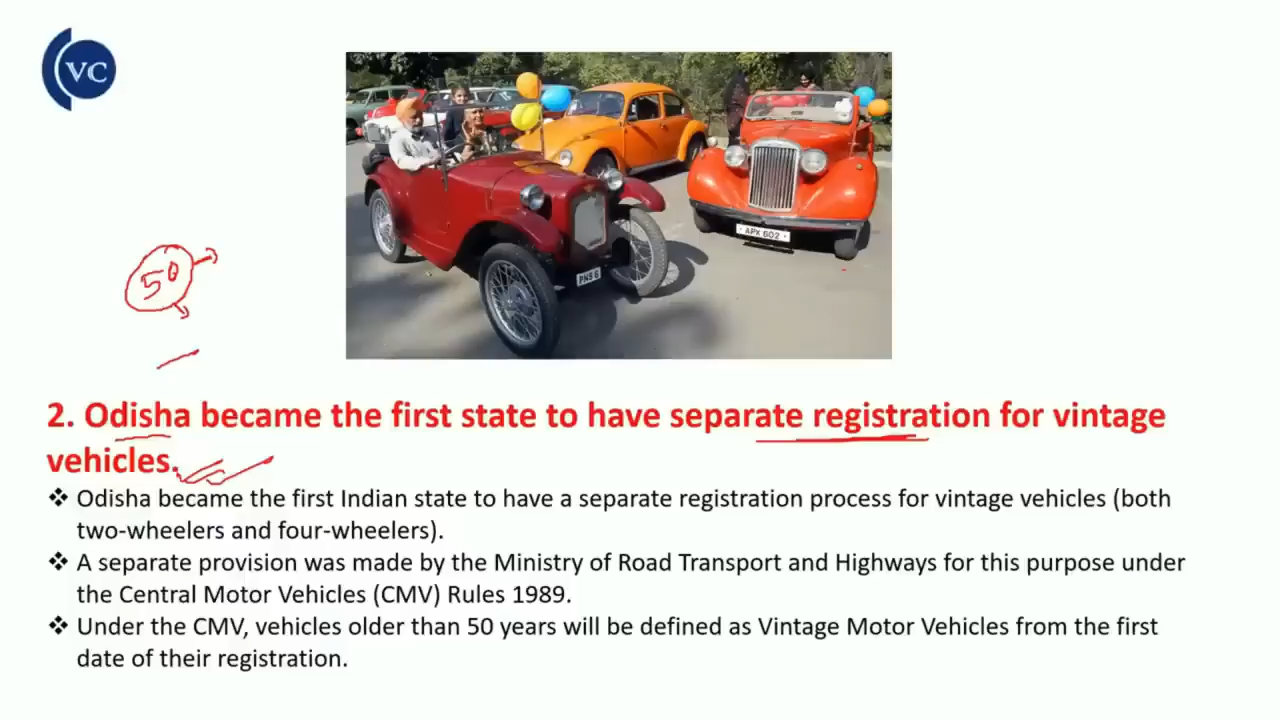 VC
APX 602
PNS 6
50
2. Odisha became the first state to have separate registration for vintage
vehicles.
❖ Odisha became the first Indian state to have a separate registration process for vintage vehicles (both
two-wheelers and four-wheelers).
❖ A separate provision was made by the Ministry of Road Transport and Highways for this purpose under
the Central Motor Vehicles (CMV) Rules 1989.
❖ Under the CMV, vehicles older than 50 years will be defined as Vintage Motor Vehicles from the first
date of their registration.